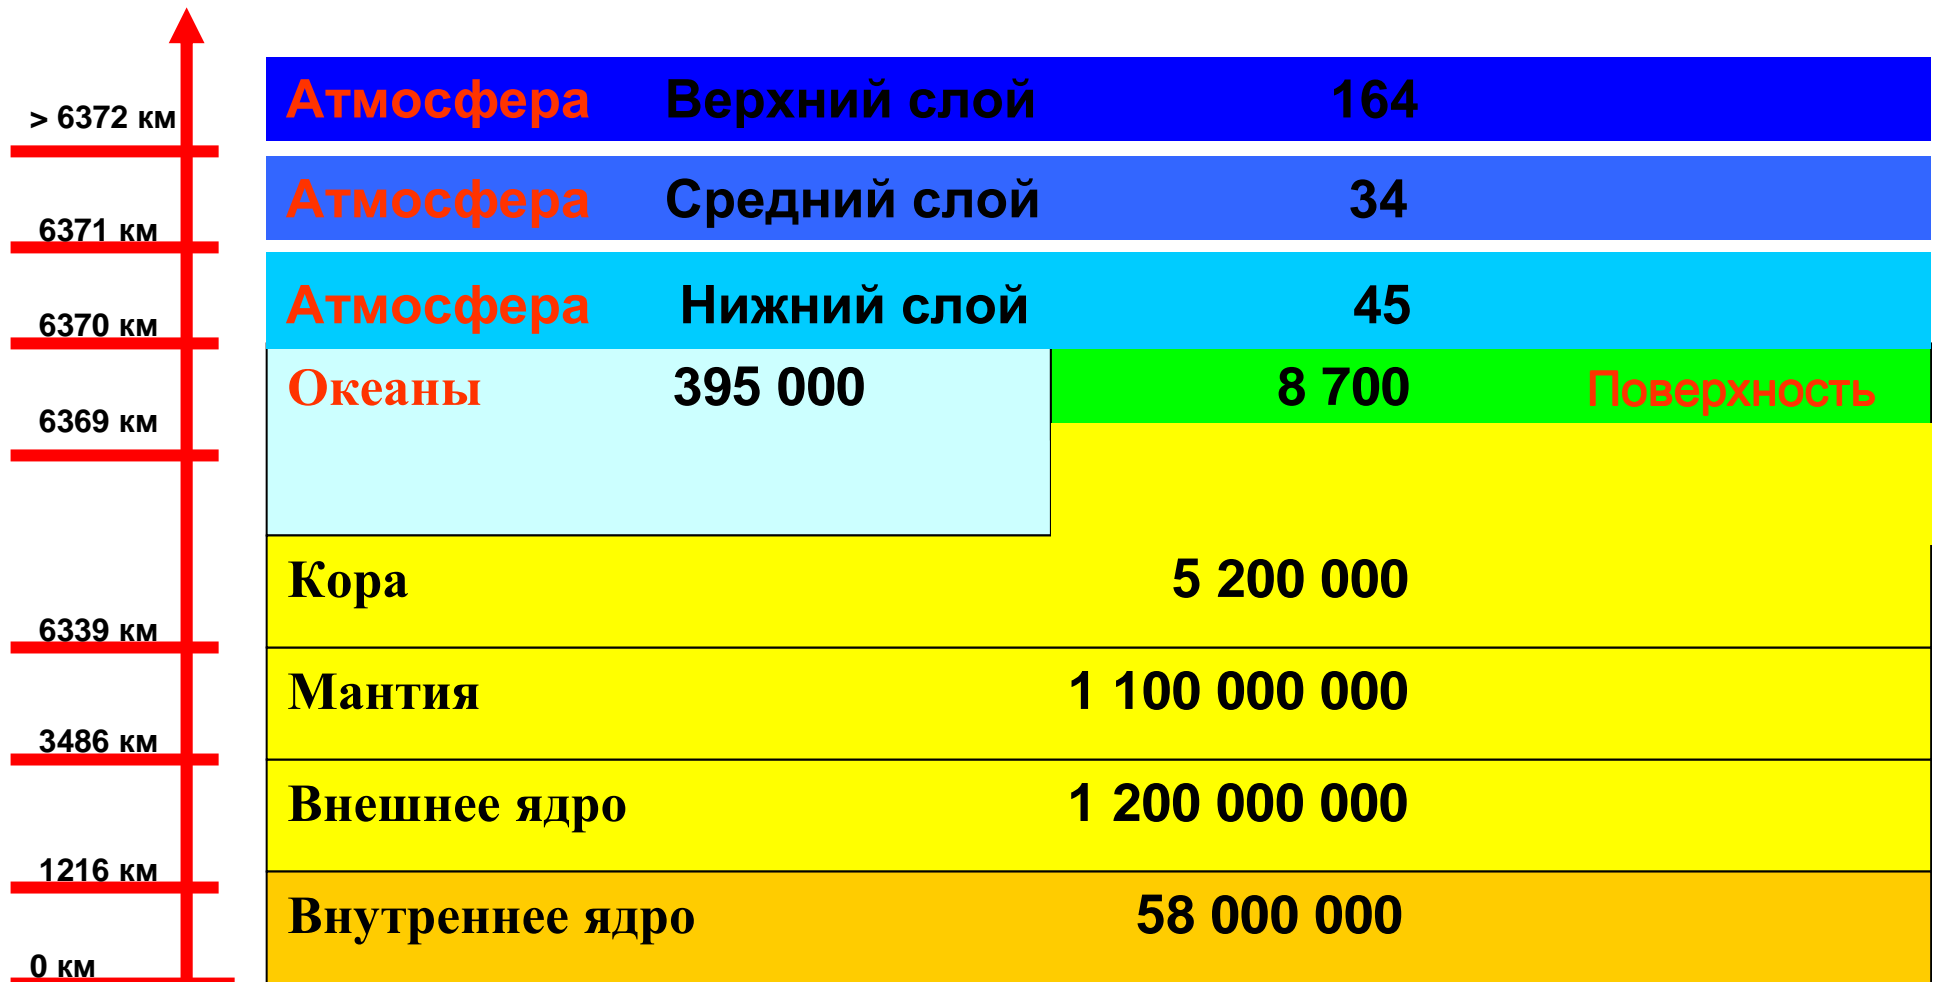 > 6372 км
Атмосфера Верхний слой 164
6371 км
Атмосфера Средний слой 34
6370 км
Атмосфера Нижний слой 45
6369 км
Океаны 395 000 8 700 Поверхность
6339 км
Кора 5 200 000
3486 км
Мантия 1 100 000 000
1216 км
Внешнее ядро 1 200 000 000
0 км
Внутреннее ядро 58 000 000